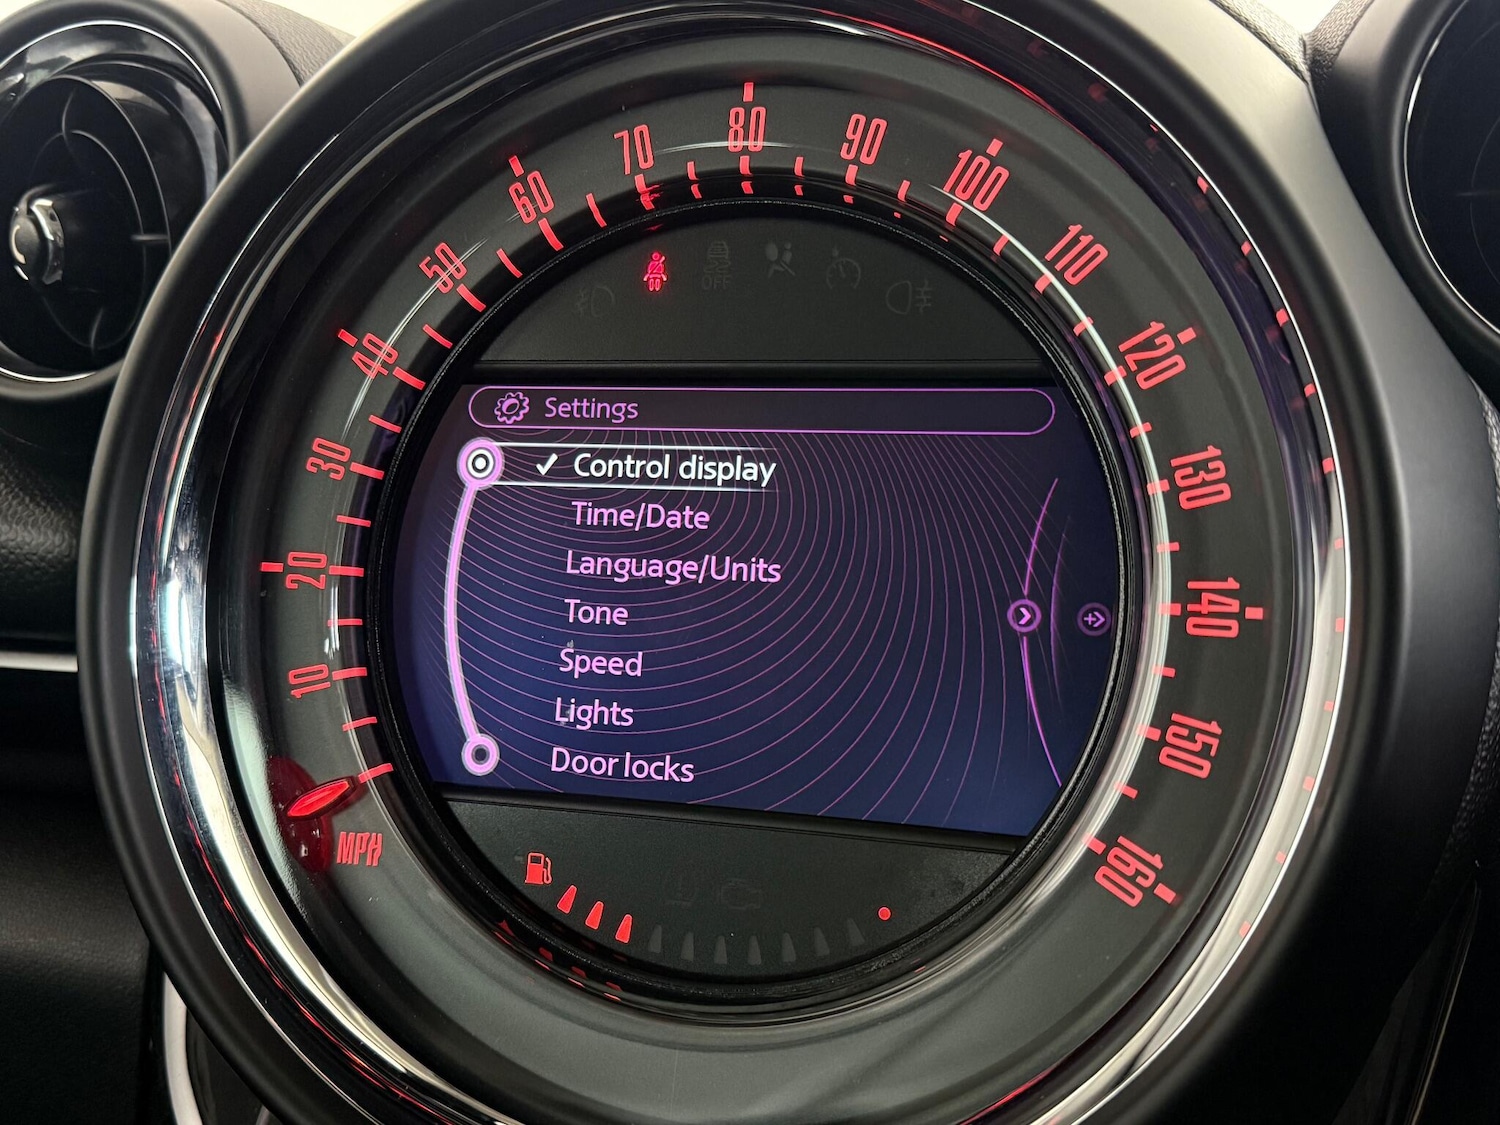 10
20
30
40
50
60
70
80
90
100
110
120
130
140
150
160
MPH
OFF
Settings
✓ Control display
Time/Date
Language/Units
Tone
Speed
Lights
Door locks